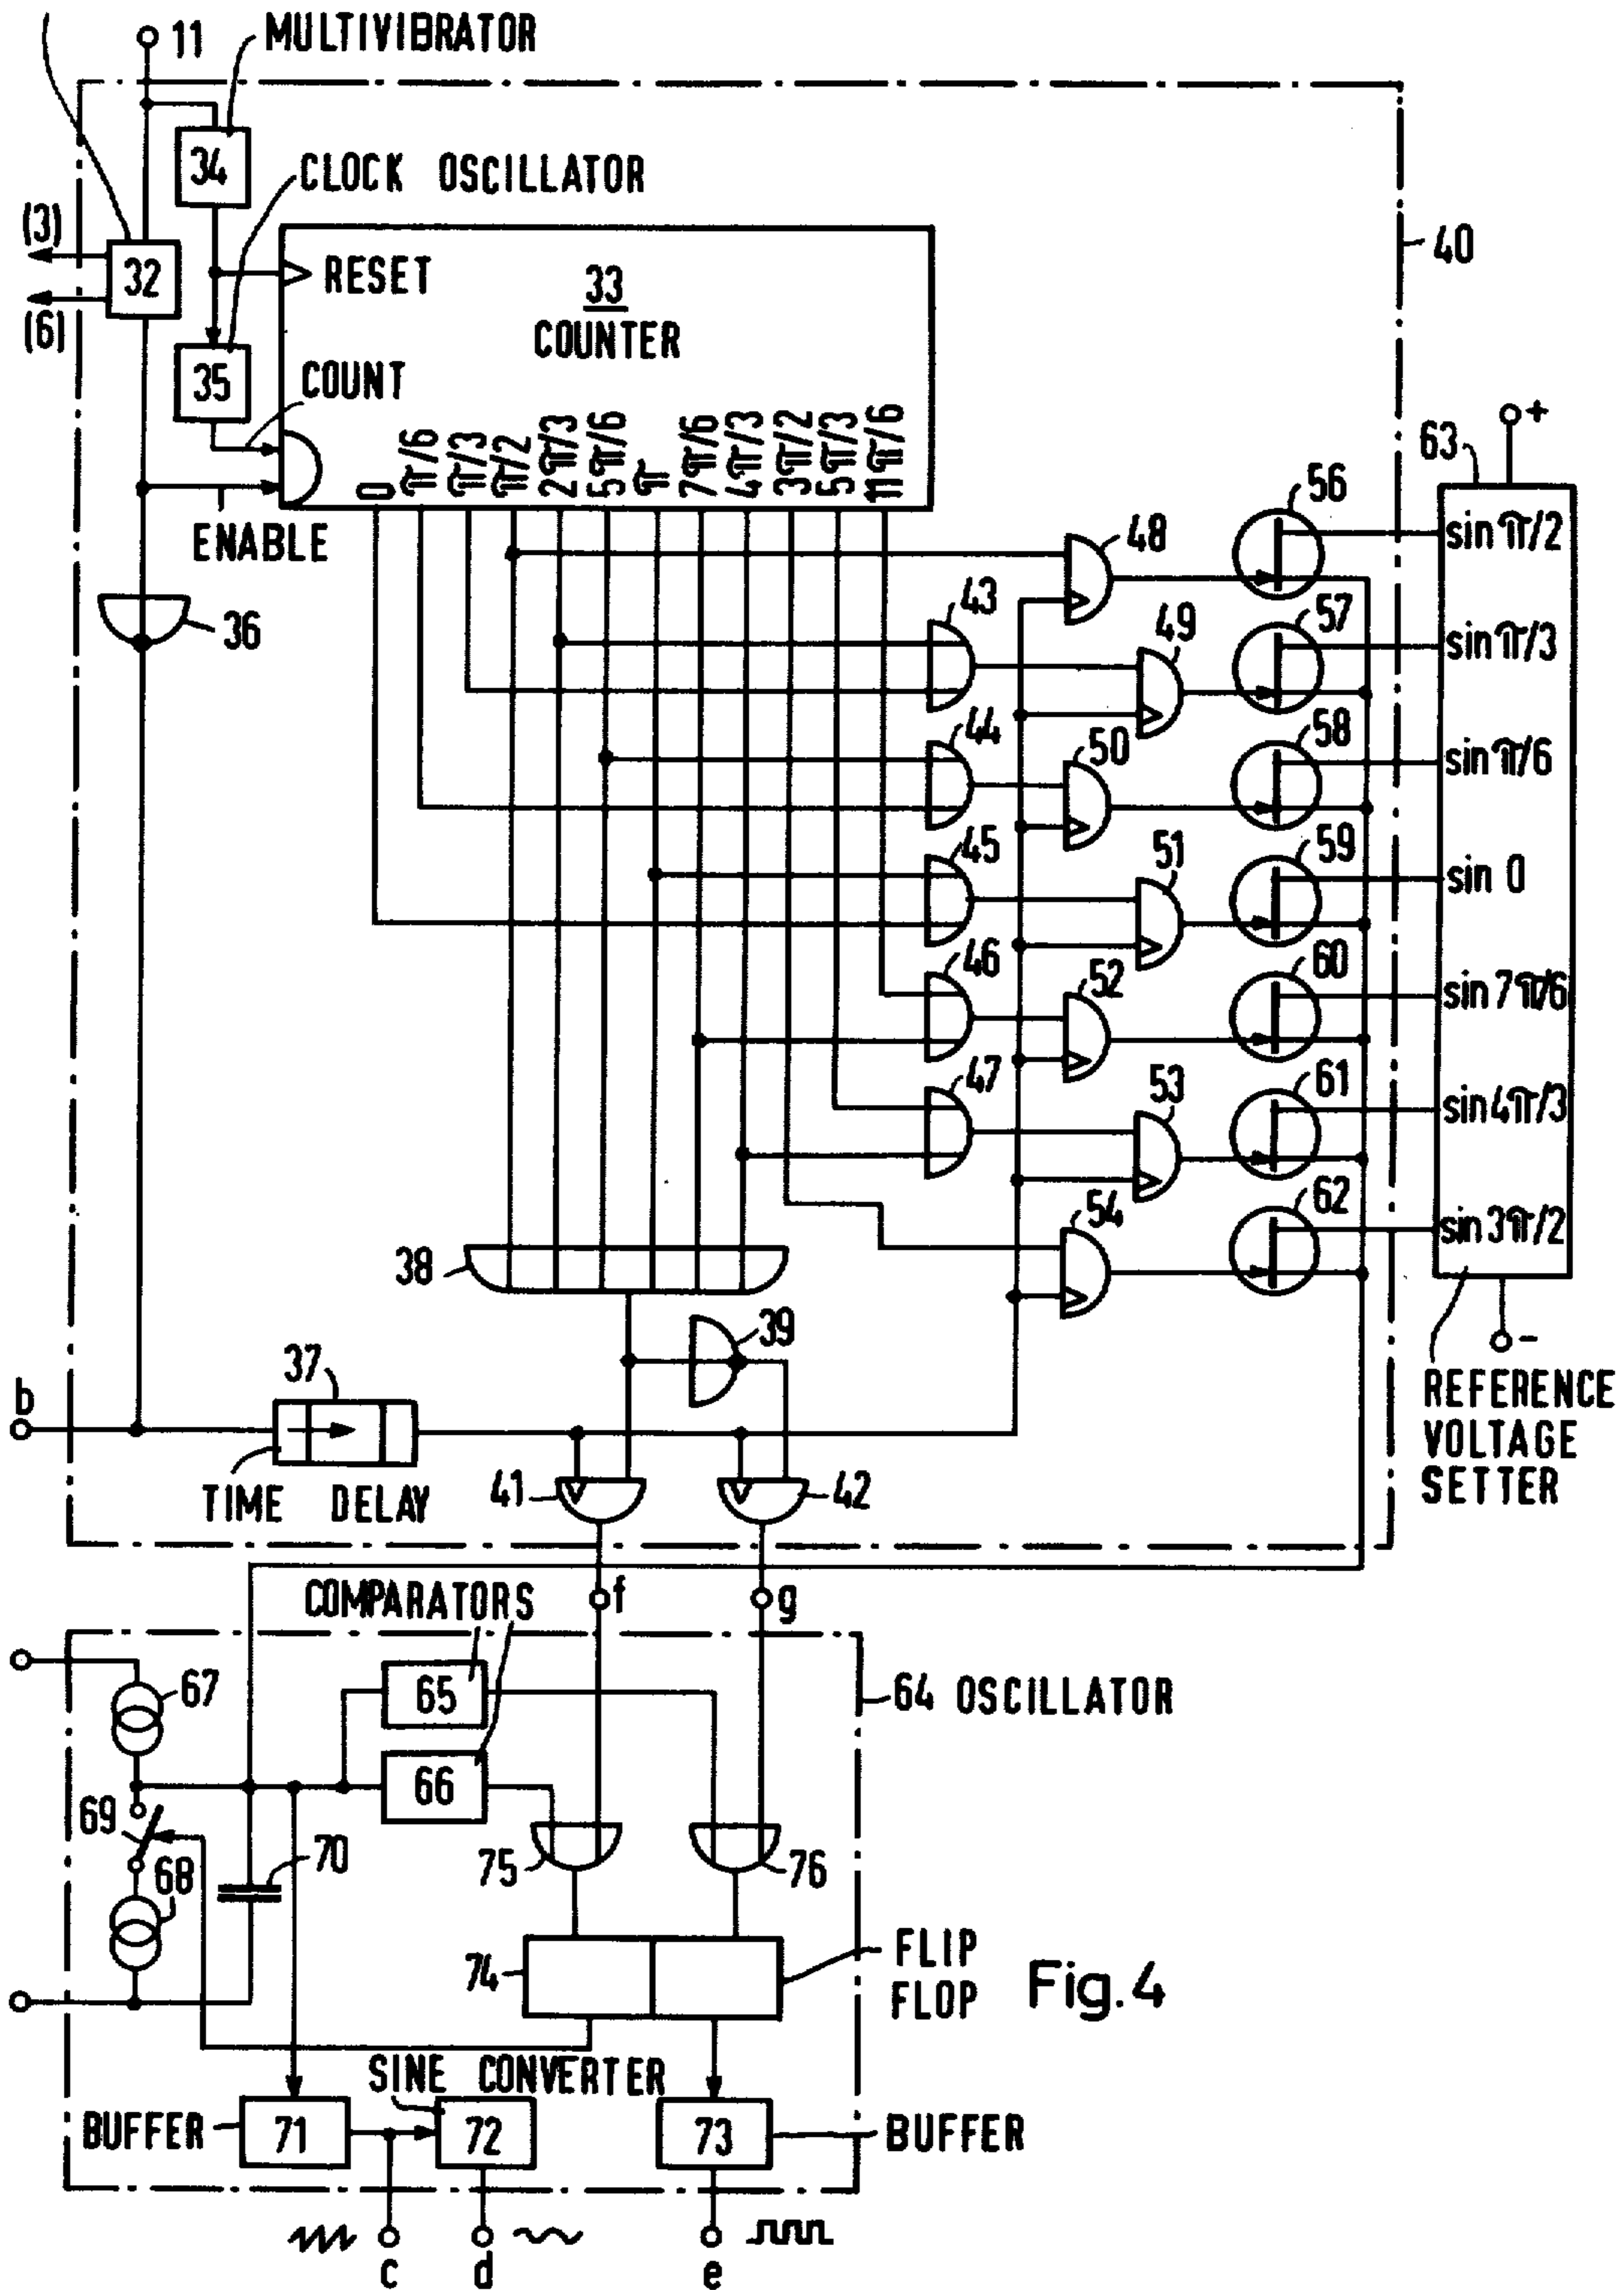 11
MULTIVIBRATOR
34
CLOCK OSCILLATOR
(3)
32
(6)
RESET
33
COUNTER
40
35
COUNT
0
π/6
π/3
π/2
2π/3
5π/6
π
7π/6
4π/3
3π/2
5π/3
11π/6
ENABLE
36
63
+
56
sin π/2
48
43
57
49
sin π/3
44
50
58
sin π/6
45
51
59
sin 0
46
52
60
sin 7π/6
47
53
61
sin 4π/3
54
62
sin 3π/2
38
39
-
37
b
TIME DELAY
41
42
REFERENCE
VOLTAGE
SETTER
COMPARATORS
f
g
67
65
64 OSCILLATOR
66
69
68
70
75
76
74
FLIP
FLOP
Fig. 4
SINE CONVERTER
BUFFER
71
72
73
BUFFER
c
d
e